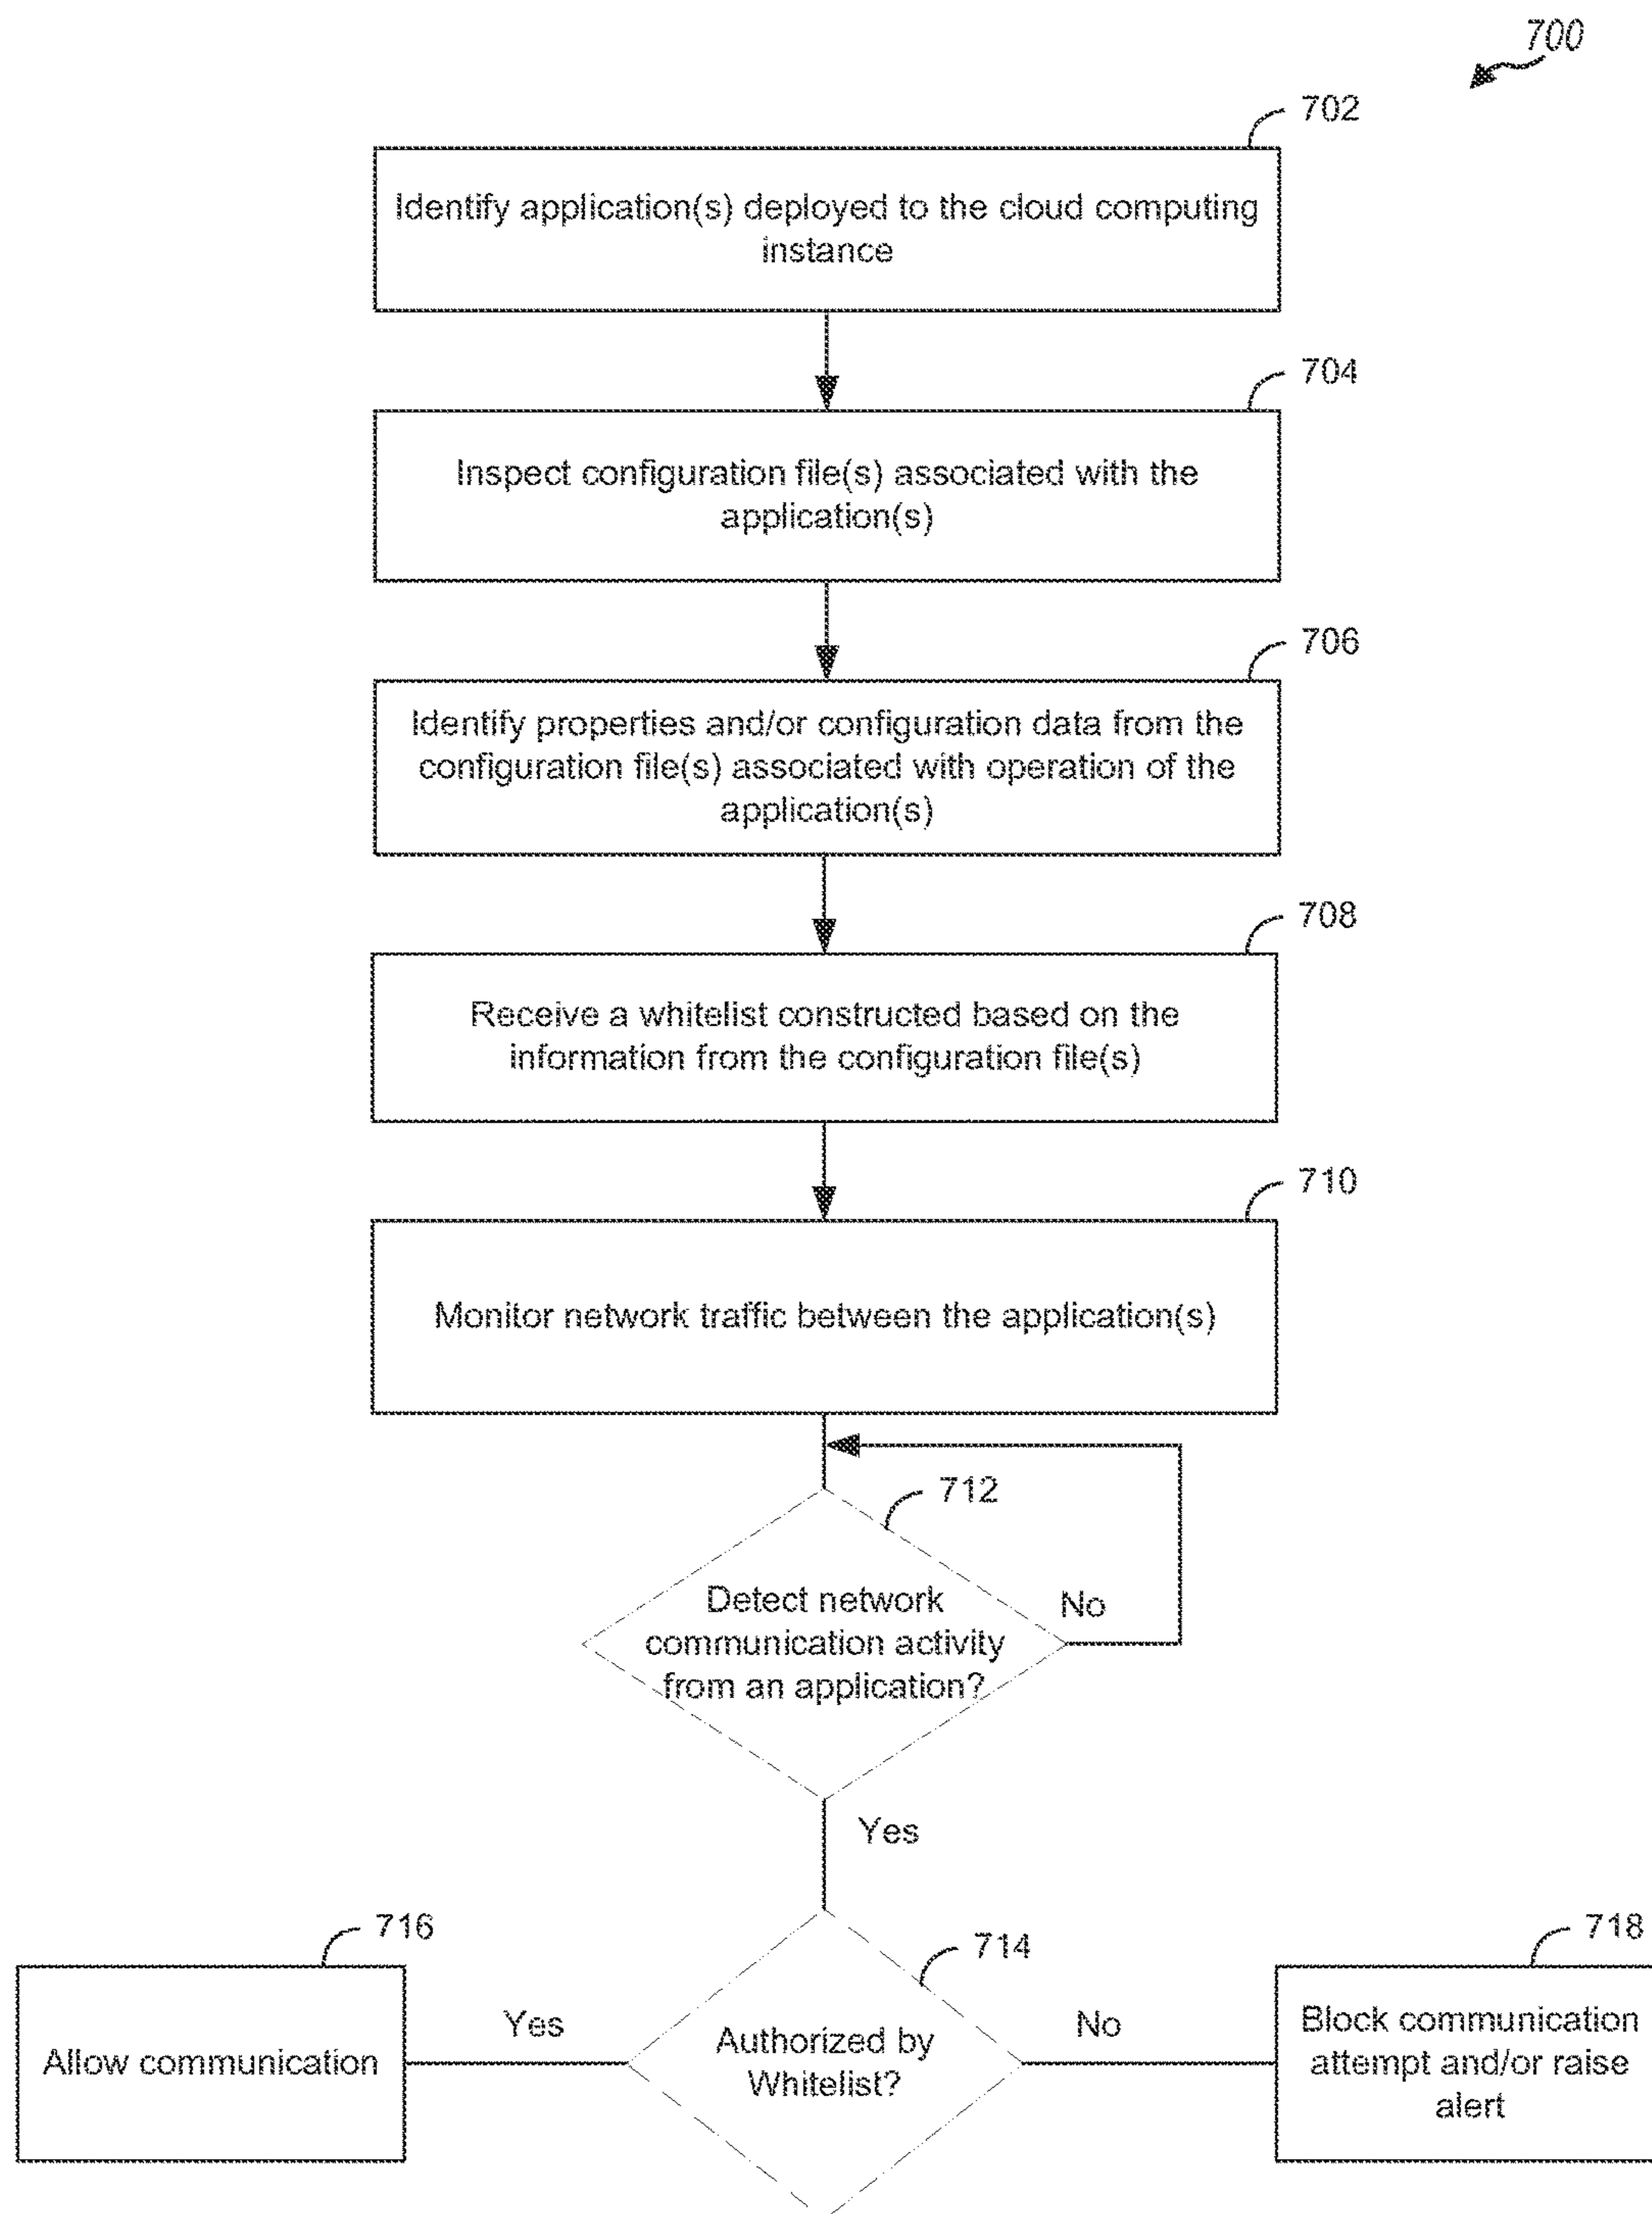 700
702
Identify application(s) deployed to the cloud computing
instance
704
Inspect configuration file(s) associated with the
application(s)
706
Identify properties and/or configuration data from the
configuration file(s) associated with operation of the
application(s)
708
Receive a whitelist constructed based on the
information from the configuration file(s)
710
Monitor network traffic between the application(s)
712
Detect network
communication activity
from an application?
No
Yes
716
714
718
Allow communication
Yes
Authorized by
Whitelist?
No
Block communication
attempt and/or raise
alert